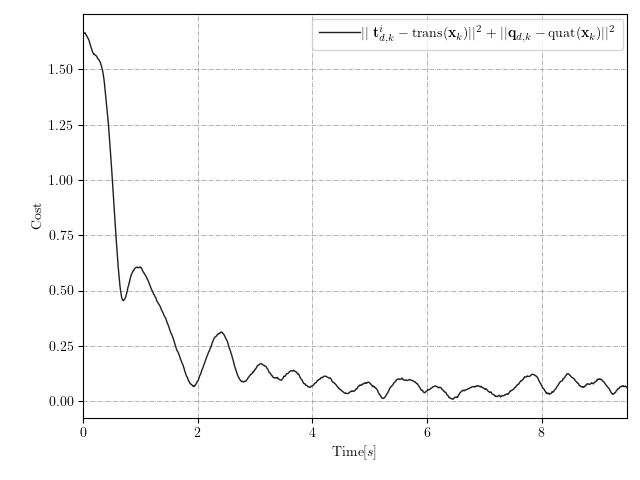 || t^i_{d,k} − trans(x_k)||^2 + ||q_{d,k} − quat(x_k)||^2
1.50
1.25
1.00
0.75
0.50
0.25
0.00
Cost
0 2 4 6 8
Time[s]